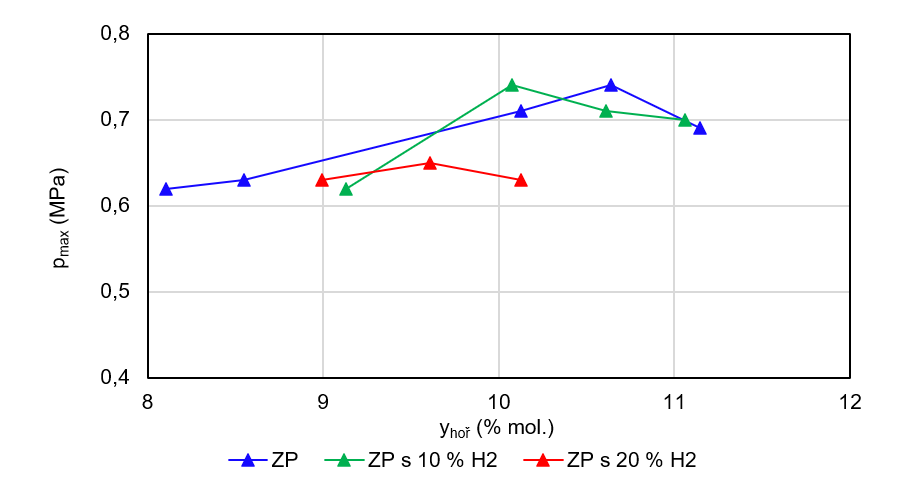 0,8
0,7
0,6
0,5
0,4
pmax (MPa)
8 9 10 11 12
yhoř (% mol.)
ZP ZP s 10 % H2 ZP s 20 % H2